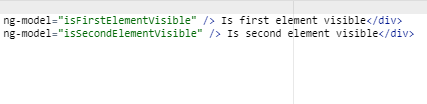 ng-model="isFirstElementVisible" /> Is first element visible</div>
ng-model="isSecondElementVisible" /> Is second element visible</div>